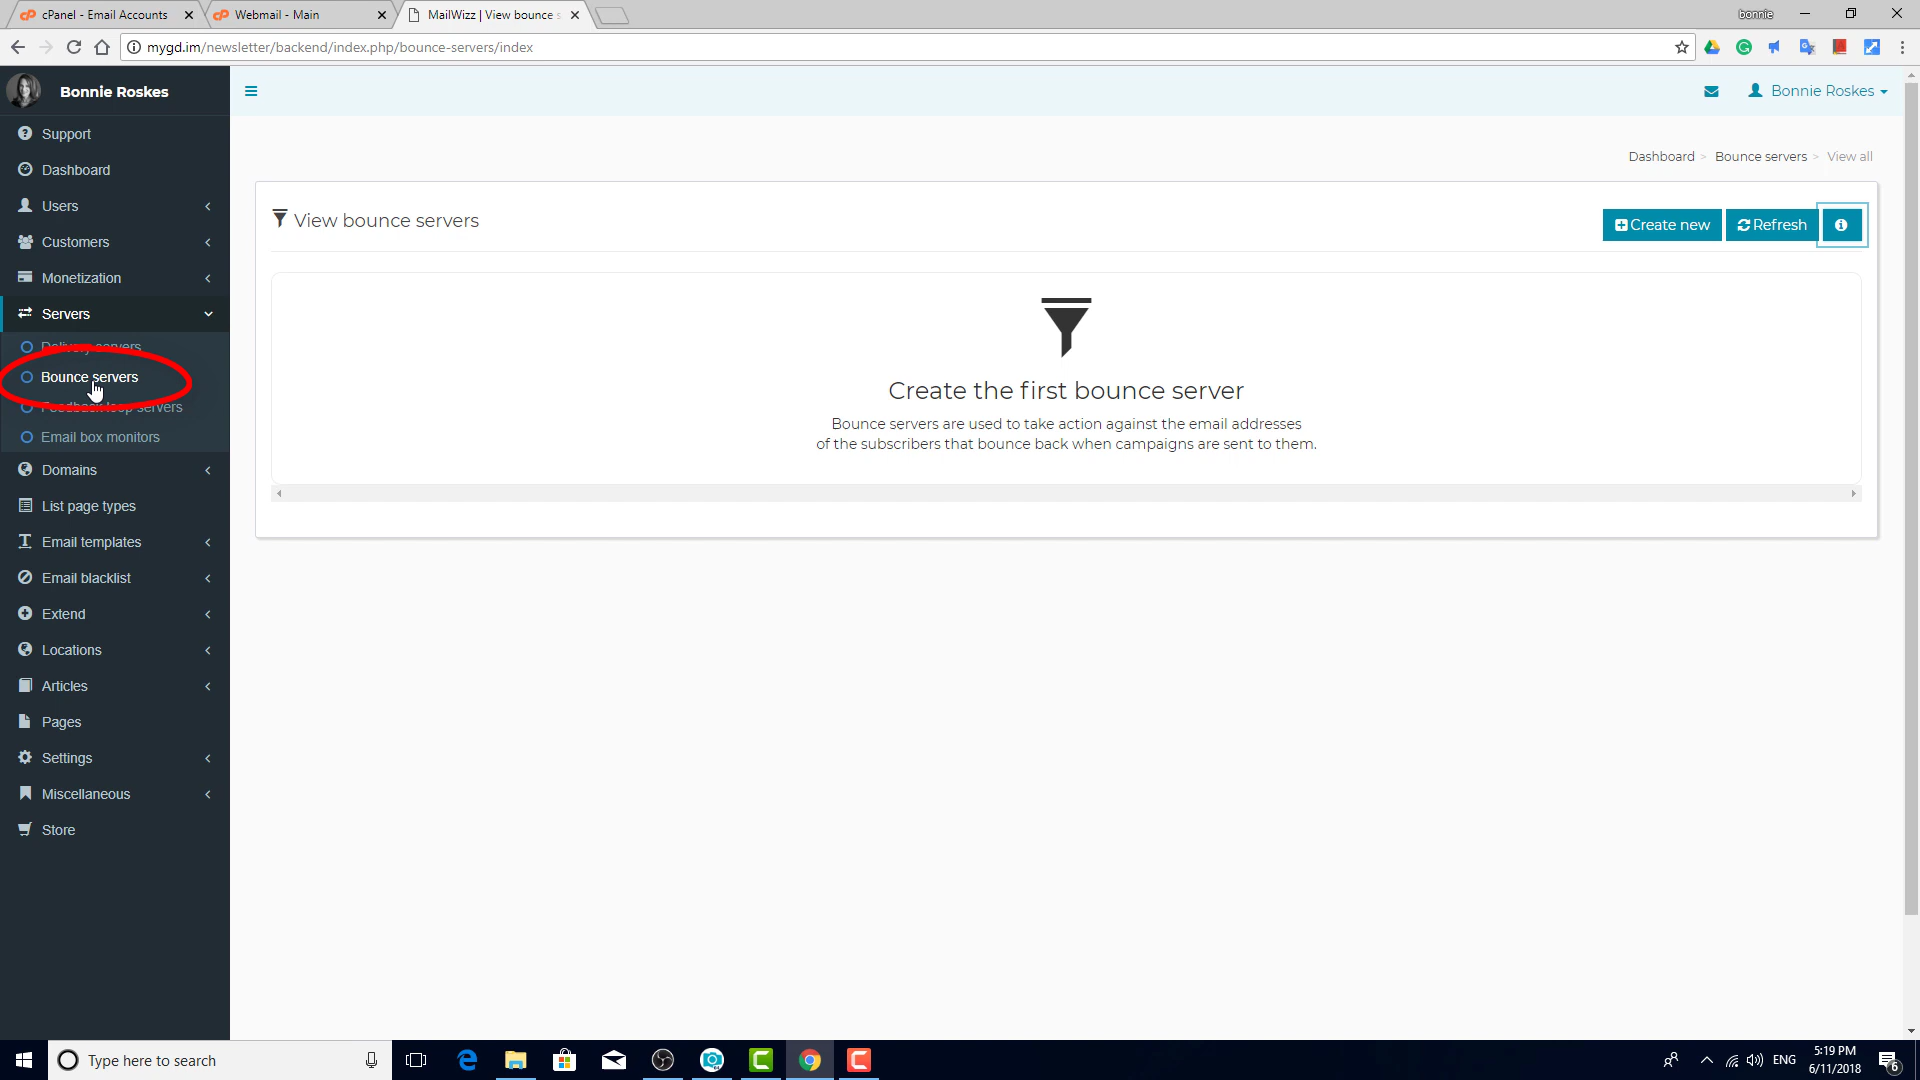 cPanel - Email Accounts
Webmail - Main
MailWizz | View bounce s
bonnie
mygd.im/newsletter/backend/index.php/bounce-servers/index
Bonnie Roskes
Bonnie Roskes
Support
Dashboard
Users
Customers
Monetization
Servers
Delivery servers
Bounce servers
Feedback loop servers
Email box monitors
Domains
List page types
Email templates
Email blacklist
Extend
Locations
Articles
Pages
Settings
Miscellaneous
Store
Dashboard > Bounce servers > View all
View bounce servers
Create new
Refresh
Create the first bounce server
Bounce servers are used to take action against the email addresses
of the subscribers that bounce back when campaigns are sent to them.
Type here to search
ENG
5:19 PM
6/11/2018
6